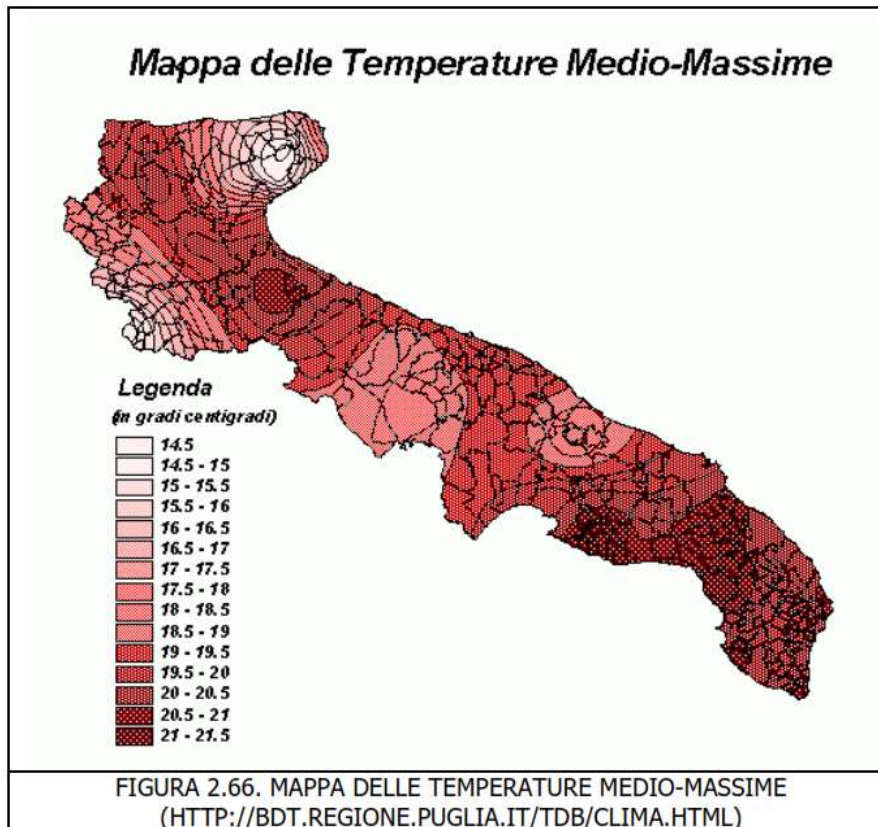 Mappa delle Temperature Medio-Massime
Legenda
(in gradi centigradi)
14.5
14.5 - 15
15 - 15.5
15.5 - 16
16 - 16.5
16.5 - 17
17 - 17.5
17.5 - 18
18 - 18.5
18.5 - 19
19 - 19.5
19.5 - 20
20 - 20.5
20.5 - 21
21 - 21.5
FIGURA 2.66. MAPPA DELLE TEMPERATURE MEDIO-MASSIME
(HTTP://BDT.REGIONE.PUGLIA.IT/TDB/CLIMA.HTML)